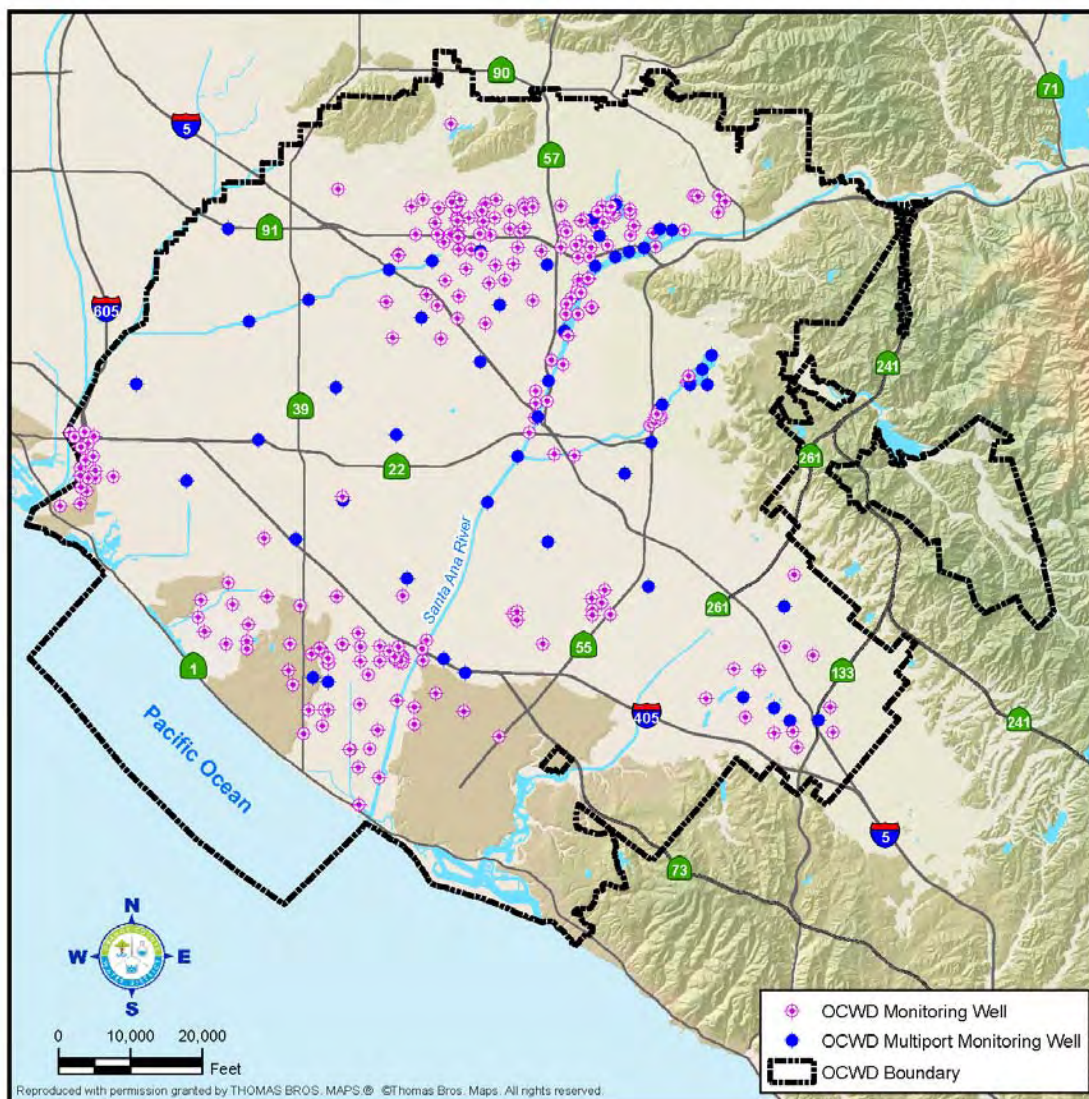 90
71
5
57
91
605
241
39
22
261
Santa Ana River
261
55
1
133
405
241
Pacific Ocean
5
73
N
W E
S
0 10,000 20,000
Feet
OCWD Monitoring Well
OCWD Multiport Monitoring Well
OCWD Boundary
Reproduced with permission granted by THOMAS BROS. MAPS.® ©Thomas Bros. Maps. All rights reserved.